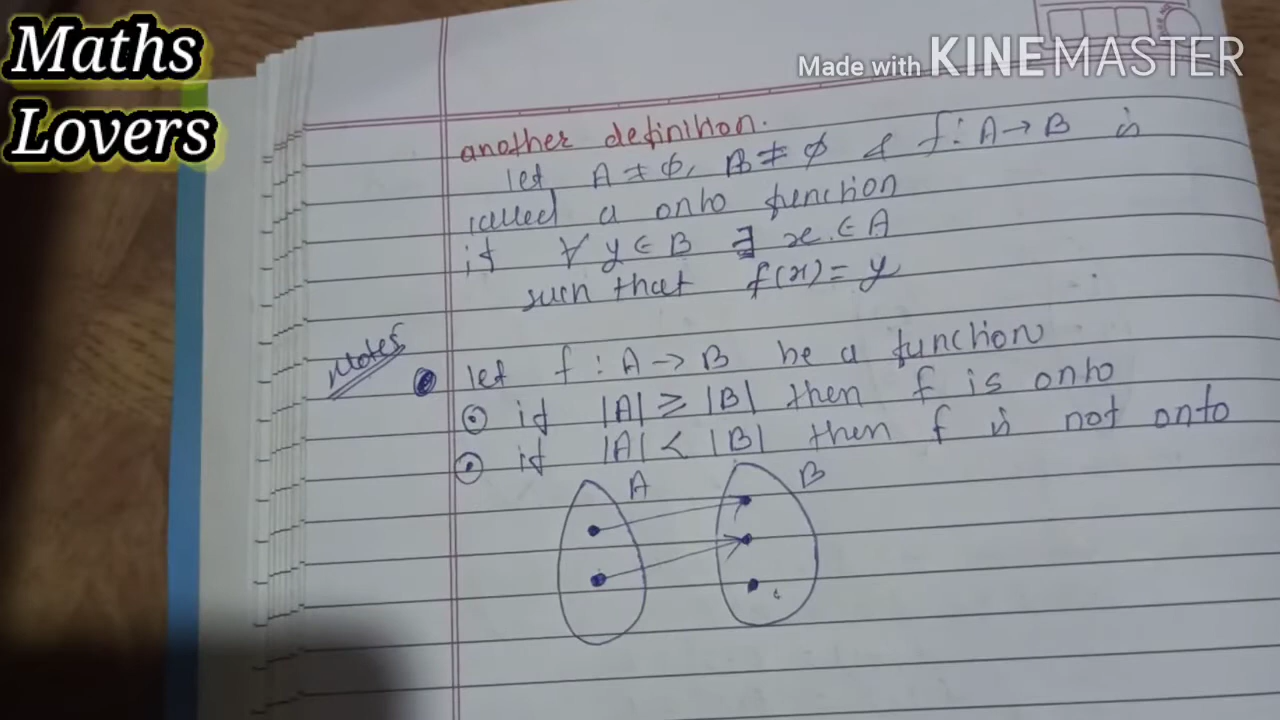 Maths
Lovers
Made with KINEMASTER
another definition.
let A ≠ ϕ, B ≠ ϕ & f : A → B is
called a onto function
if ∀ y ∈ B ∃ x ∈ A
such that f(x) = y
Notes
let f : A → B be a function
if |A| ≥ |B| then f is onto
if |A| < |B| then f is not onto
A B